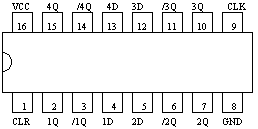 VCC 4Q /4Q 4D 3D /3Q 3Q CLK
16 15 14 13 12 11 10 9
1 2 3 4 5 6 7 8
CLR 1Q /1Q 1D 2D /2Q 2Q GND